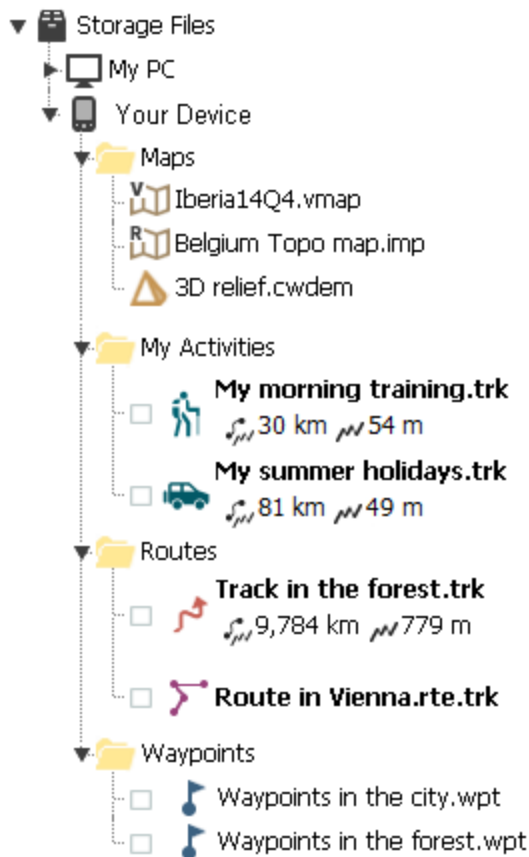 Storage Files
My PC
Your Device
Maps
V
Iberia14Q4.vmap
R
Belgium Topo map.imp
3D relief.cwdem
My Activities
My morning training.trk
30 km 54 m
My summer holidays.trk
81 km 49 m
Routes
Track in the forest.trk
9,784 km 779 m
Route in Vienna.rte.trk
Waypoints
Waypoints in the city.wpt
Waypoints in the forest.wpt